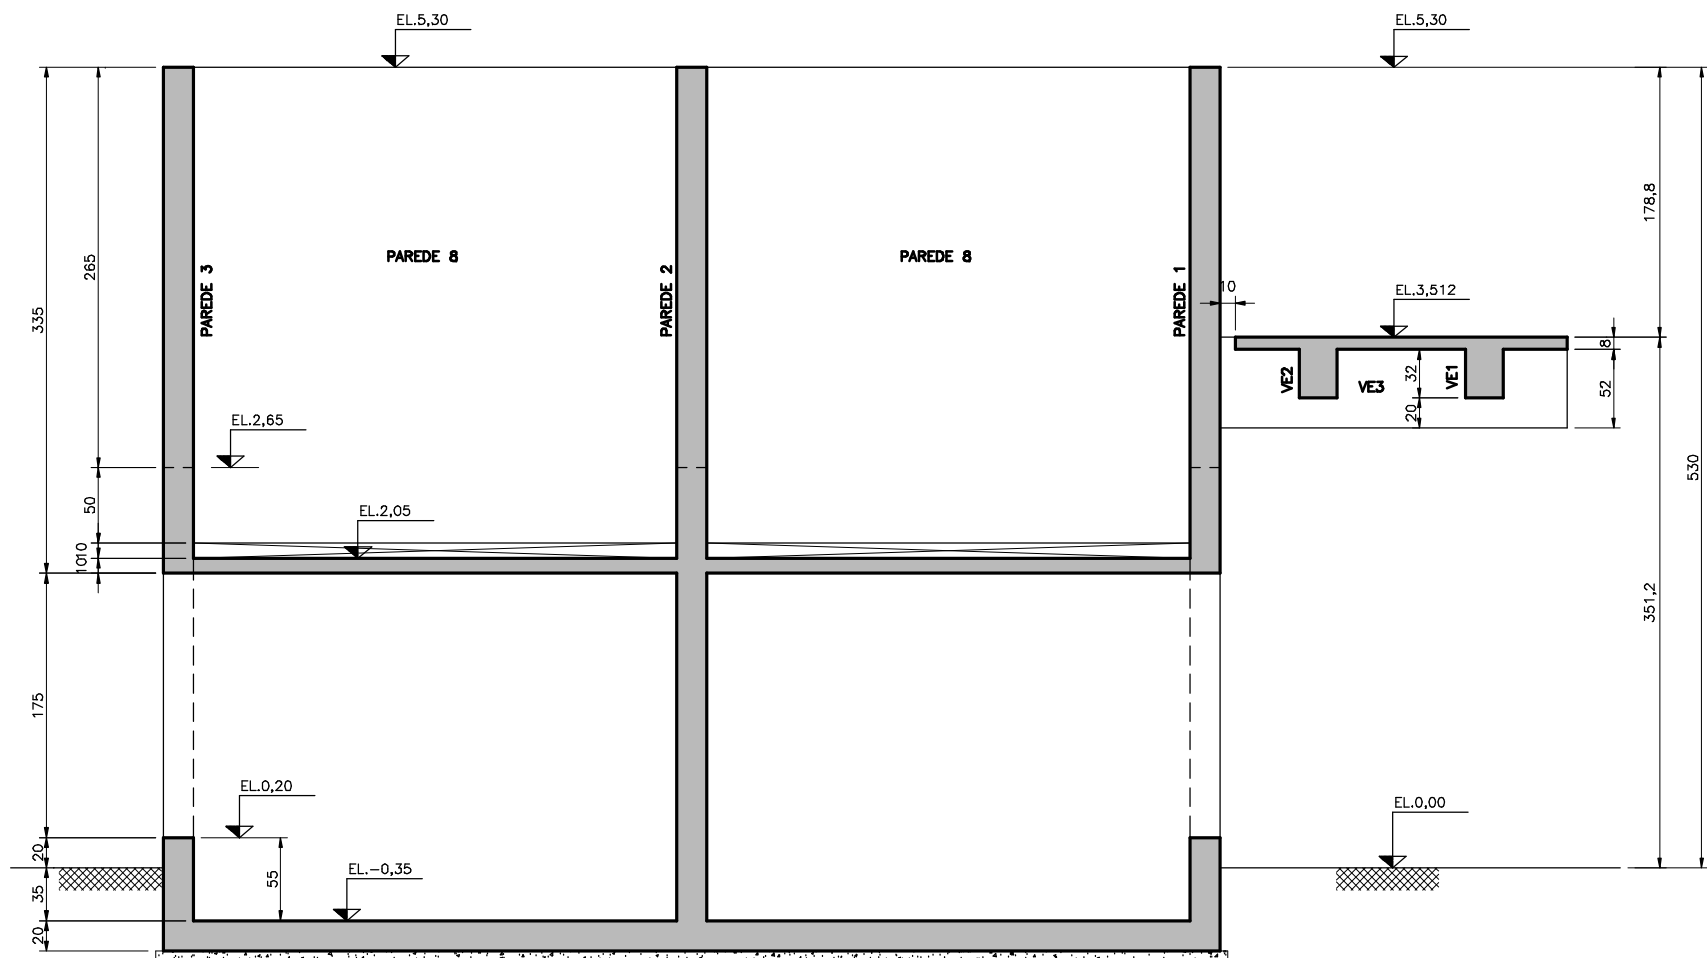 EL.5,30
EL.5,30
335
265
178,8
PAREDE 8
PAREDE 8
PAREDE 3
PAREDE 2
PAREDE 1
10
EL.3,512
8
VE2
VE3
32
VE1
52
20
EL.2,65
530
50
EL.2,05
10
10
351,2
175
EL.0,20
EL.0,00
20
55
EL.-0,35
35
20